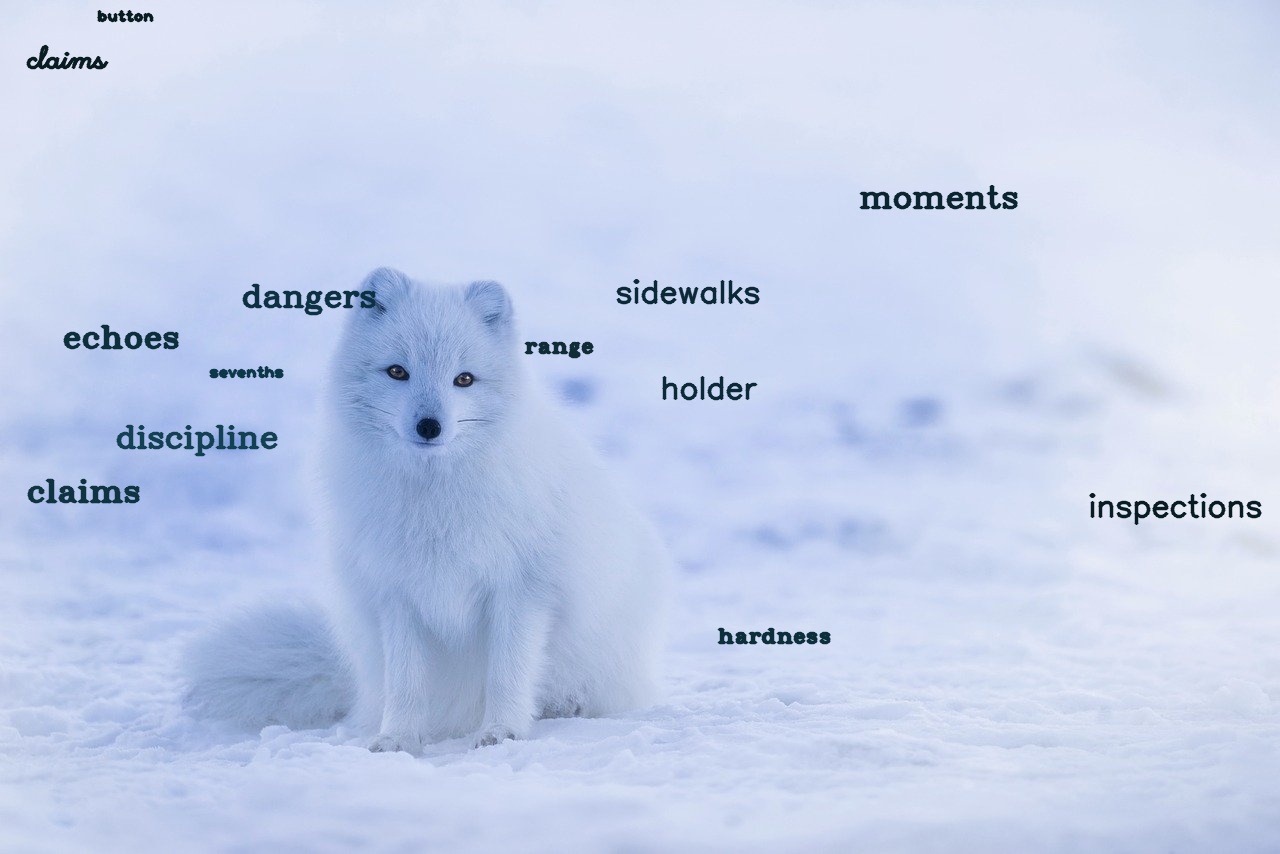 button
claims
moments
sidewalks
dangers
echoes
range
sevenths
holder
discipline
claims
inspections
hardness